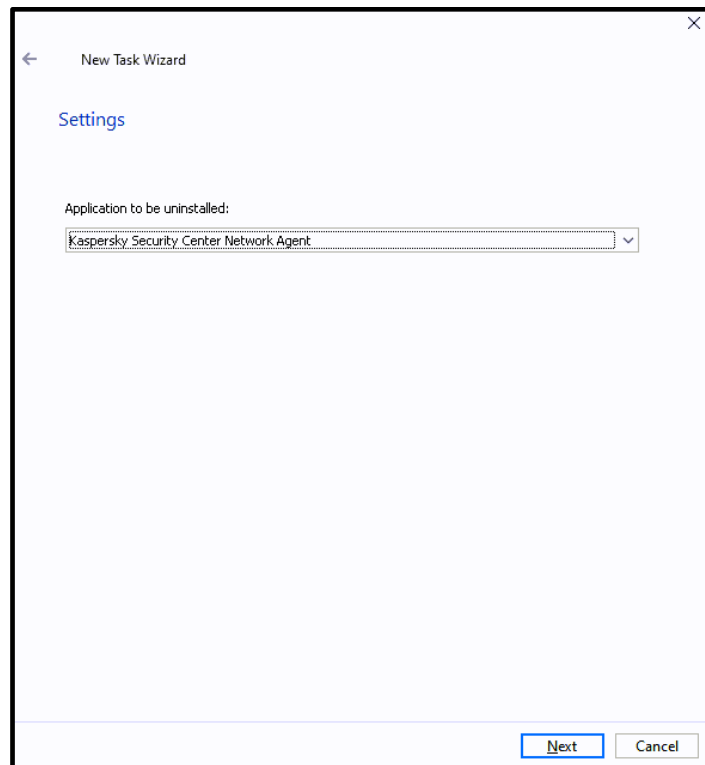 New Task Wizard
Settings
Application to be uninstalled:
Kaspersky Security Center Network Agent
Next
Cancel